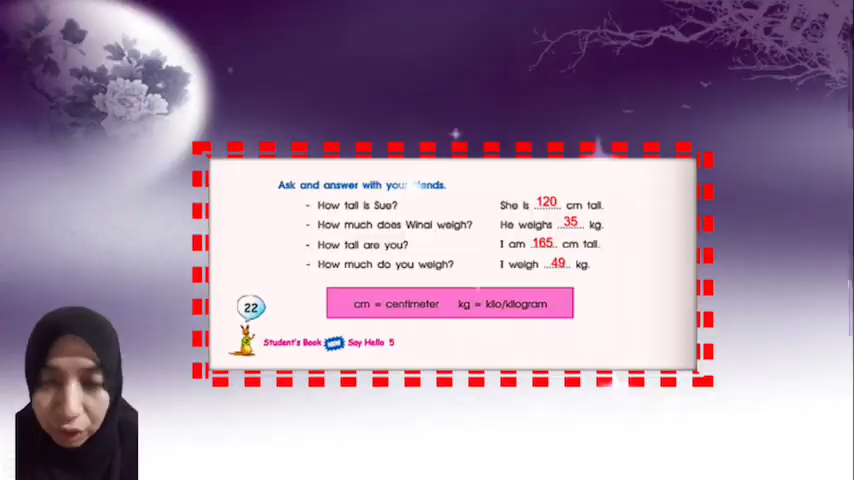 Ask and answer with your friends.
- How tall is Sue? She is ..120.. cm tall.
- How much does Winai weigh? He weighs ..35.. kg.
- How tall are you? I am ..165.. cm tall.
- How much do you weigh? I weigh ..49.. kg.
cm = centimeter kg = kilo/kilogram
22
Student's Book NEW Say Hello 5